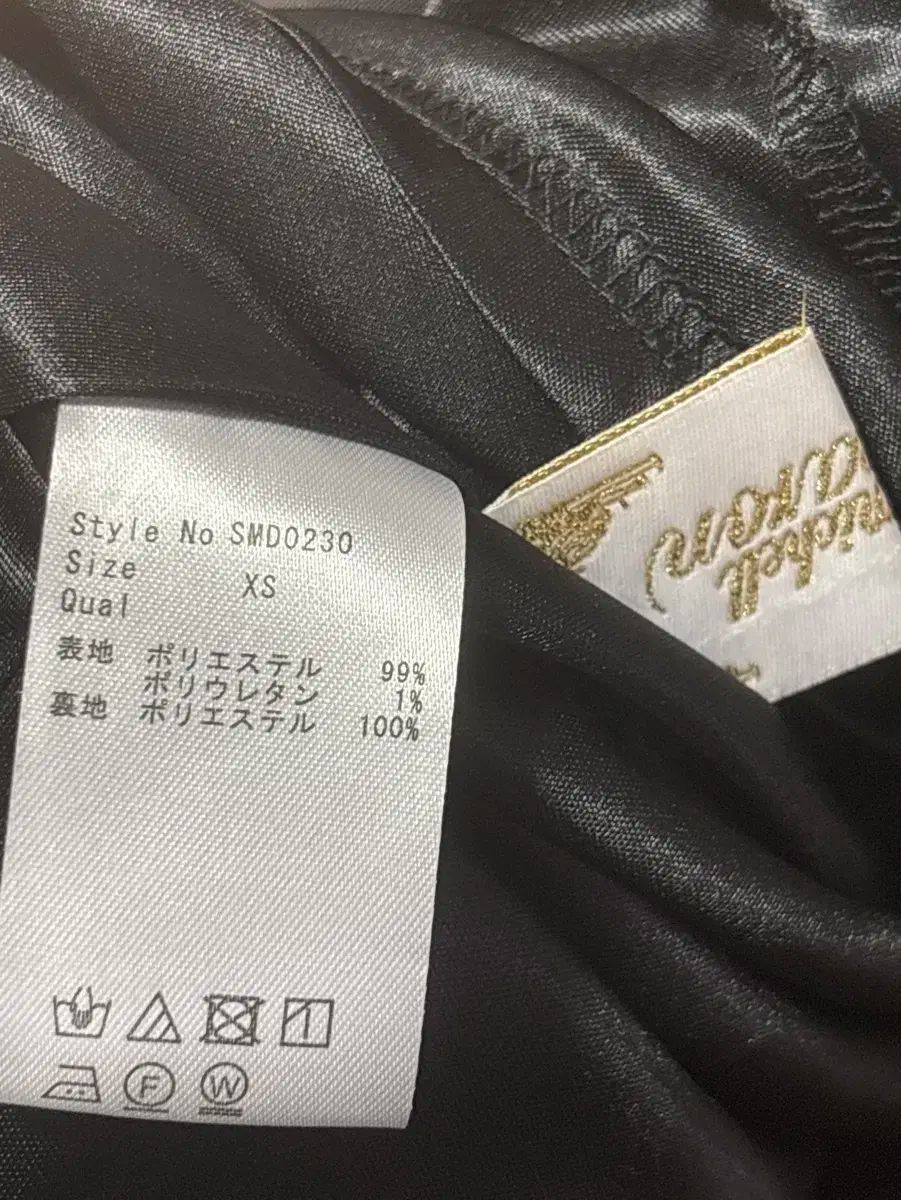 Style No SMD0230
Size XS
Qual
表地 ポリエステル 99%
ポリウレタン 1%
裏地 ポリエステル 100%
F
W